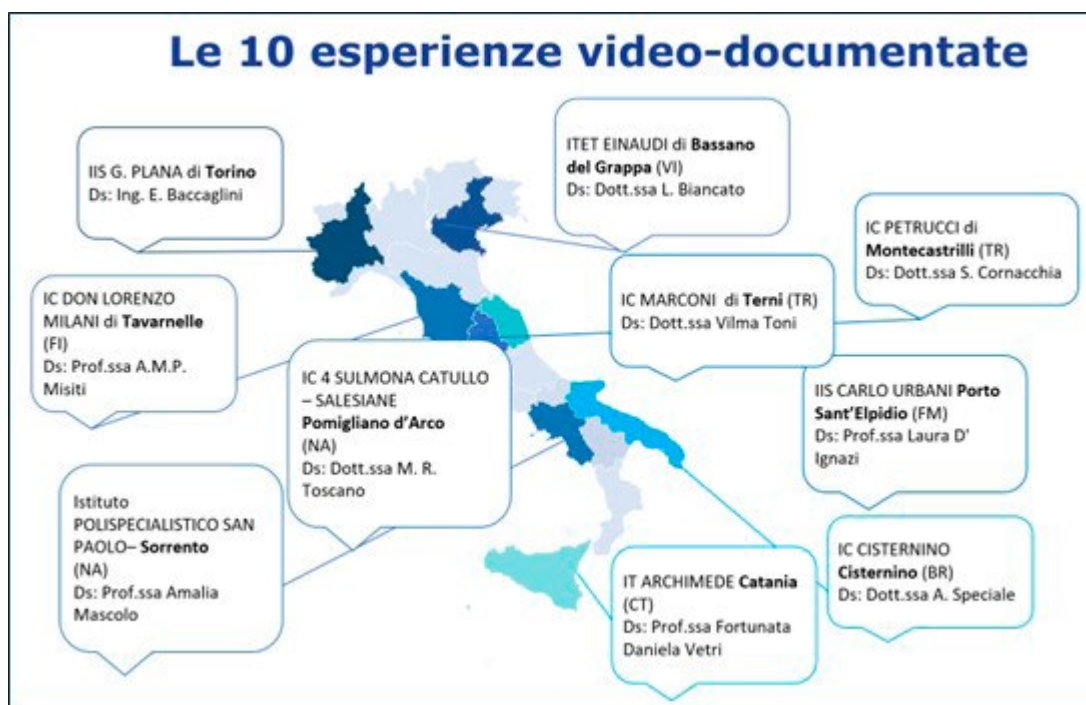 Le 10 esperienze video-documentate
IIS G. PLANA di Torino
Ds: Ing. E. Baccaglini
ITET EINAUDI di Bassano
del Grappa (VI)
Ds: Dott.ssa L. Biancato
IC PETRUCCI di
Montecastrilli (TR)
Ds: Dott.ssa S. Cornacchia
IC DON LORENZO
MILANI di Tavarnelle
(FI)
Ds: Prof.ssa A.M.P.
Misiti
IC MARCONI di Terni (TR)
Ds: Dott.ssa Vilma Toni
IC 4 SULMONA CATULLO
– SALESIANE
Pomigliano d'Arco
(NA)
Ds: Dott.ssa M. R.
Toscano
IIS CARLO URBANI Porto
Sant'Elpidio (FM)
Ds: Prof.ssa Laura D'
Ignazi
Istituto
POLISPECIALISTICO SAN
PAOLO– Sorrento
(NA)
Ds: Prof.ssa Amalia
Mascolo
IT ARCHIMEDE Catania
(CT)
Ds: Prof.ssa Fortunata
Daniela Vetri
IC CISTERNINO
Cisternino (BR)
Ds: Dott.ssa A. Speciale